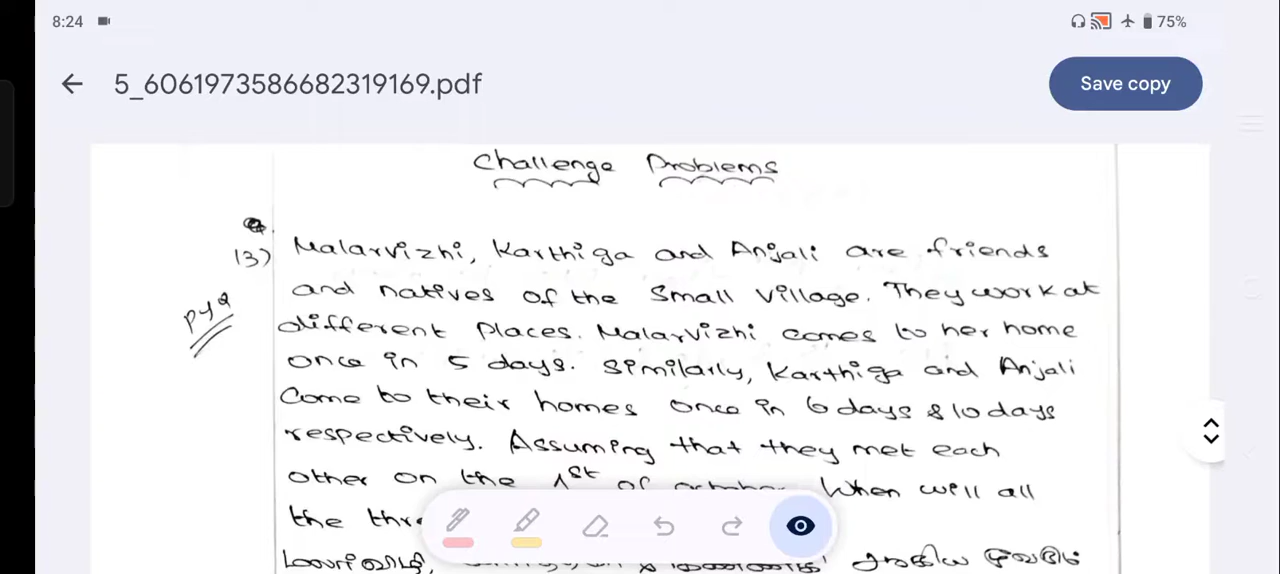 8:24
75%
5_6061973586682319169.pdf
Save copy
Challenge Problems
13) Malarvizhi, Karthiga and Anjali are friends
PYQ
and natives of the Small village. They work at
different Places. Malarvizhi comes to her home
once in 5 days. Similarly, Karthiga and Anjali
Come to their homes once in 6 days & 10 days
respectively. Assuming that they met each
other on the 1st of october When will all
the